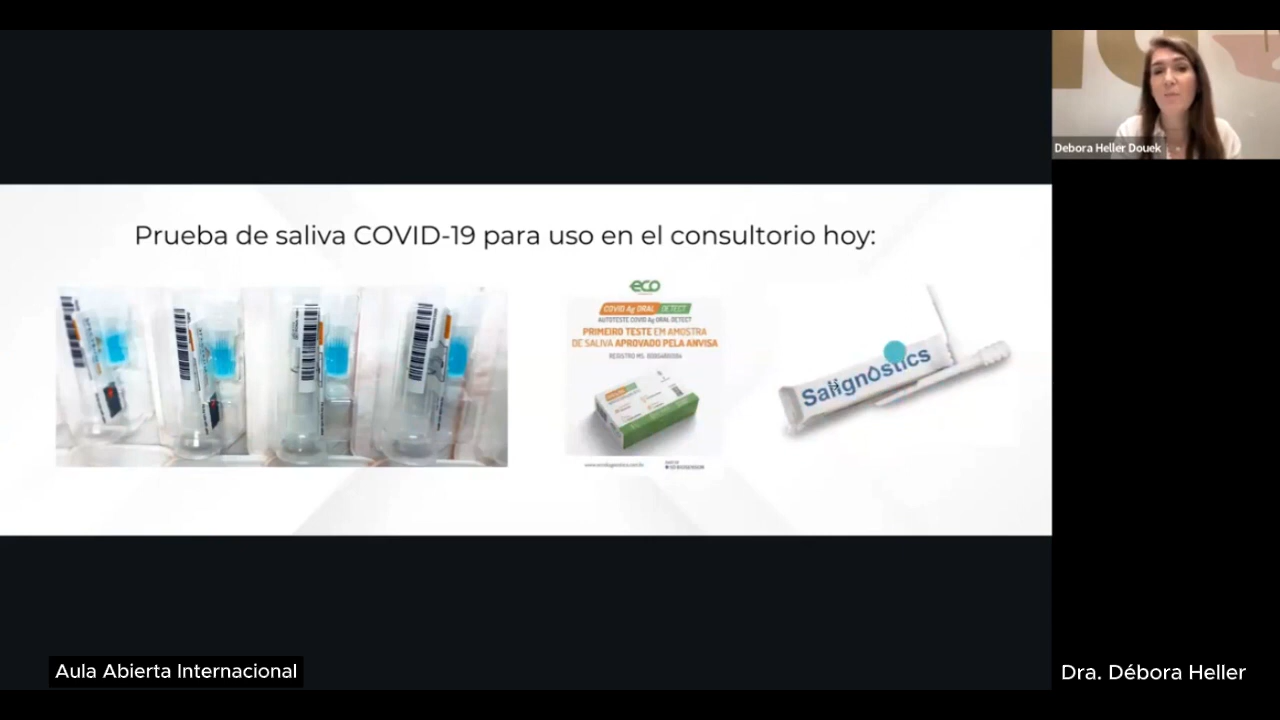 Debora Heller Douek
Prueba de saliva COVID-19 para uso en el consultorio hoy:
eco
COVID Ag ORAL DETECT
AUTOTESTE COVID Ag ORAL DETECT
PRIMEIRO TESTE EM AMOSTRA
DE SALIVA APROVADO PELA ANVISA
Salignostics
Aula Abierta Internacional
Dra. Débora Heller